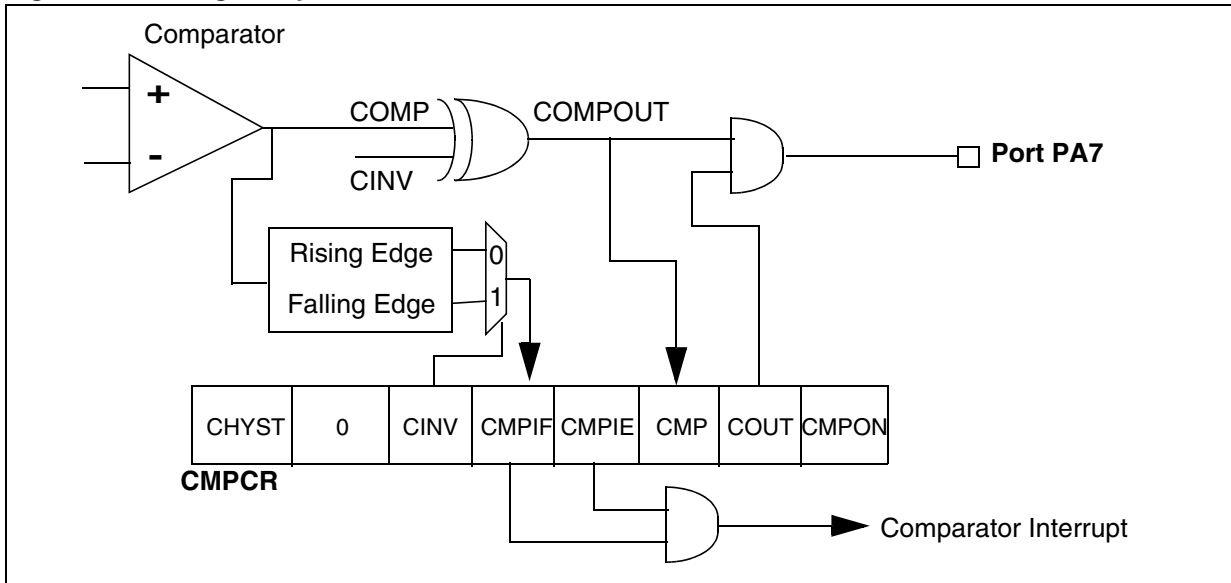 Comparator
+
-
COMP
COMPOUT
CINV
Port PA7
Rising Edge
Falling Edge
0
1
CHYST 0 CINV CMPIF CMPIE CMP COUT CMPON
CMPCR
Comparator Interrupt